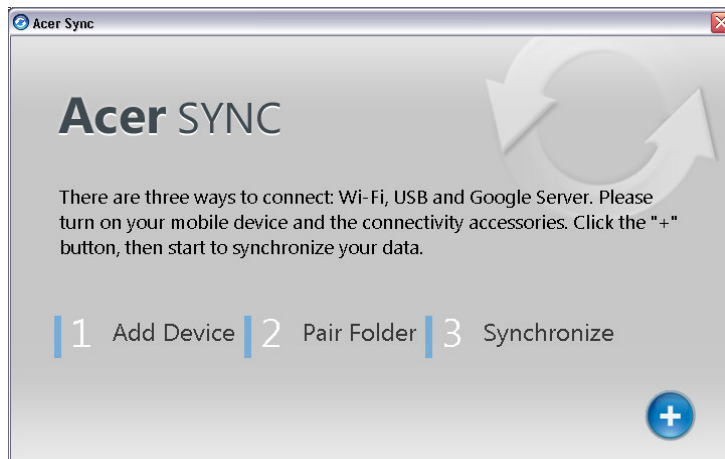 Acer Sync
Acer SYNC
There are three ways to connect: Wi-Fi, USB and Google Server. Please
turn on your mobile device and the connectivity accessories. Click the "+"
button, then start to synchronize your data.
1 Add Device 2 Pair Folder 3 Synchronize